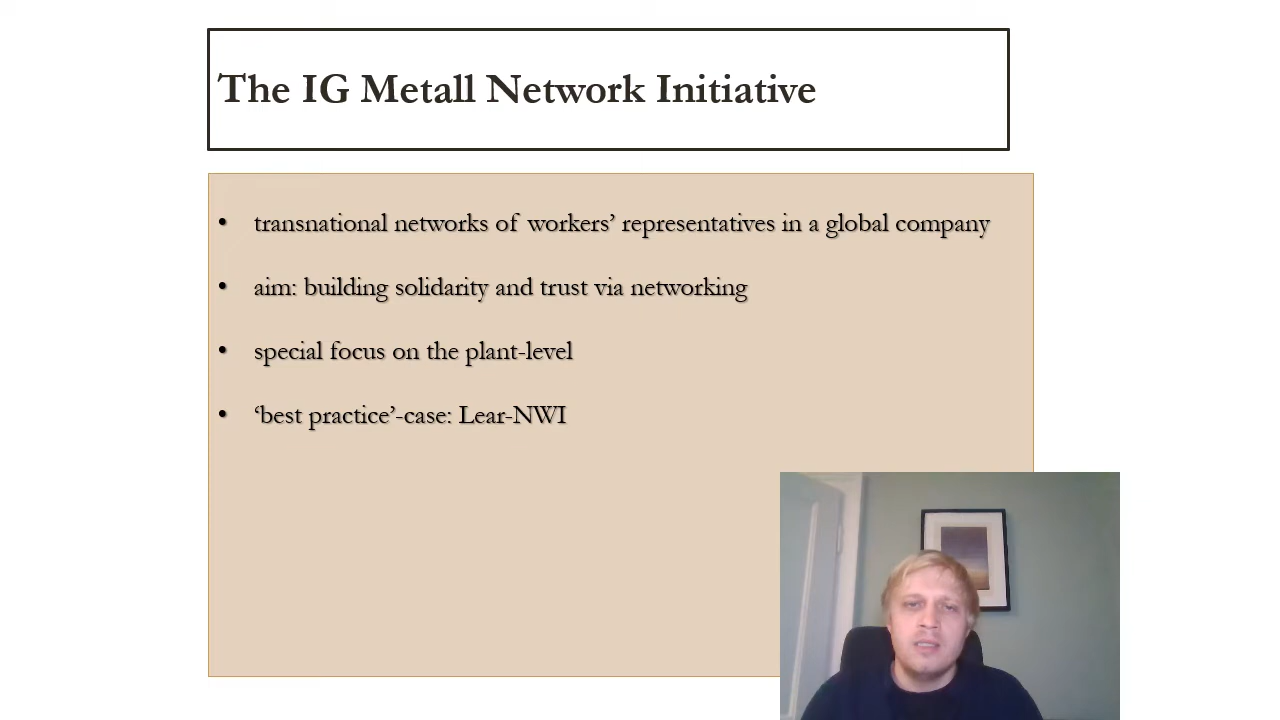 The IG Metall Network Initiative
• transnational networks of workers’ representatives in a global company
• aim: building solidarity and trust via networking
• special focus on the plant-level
• ‘best practice’-case: Lear-NWI